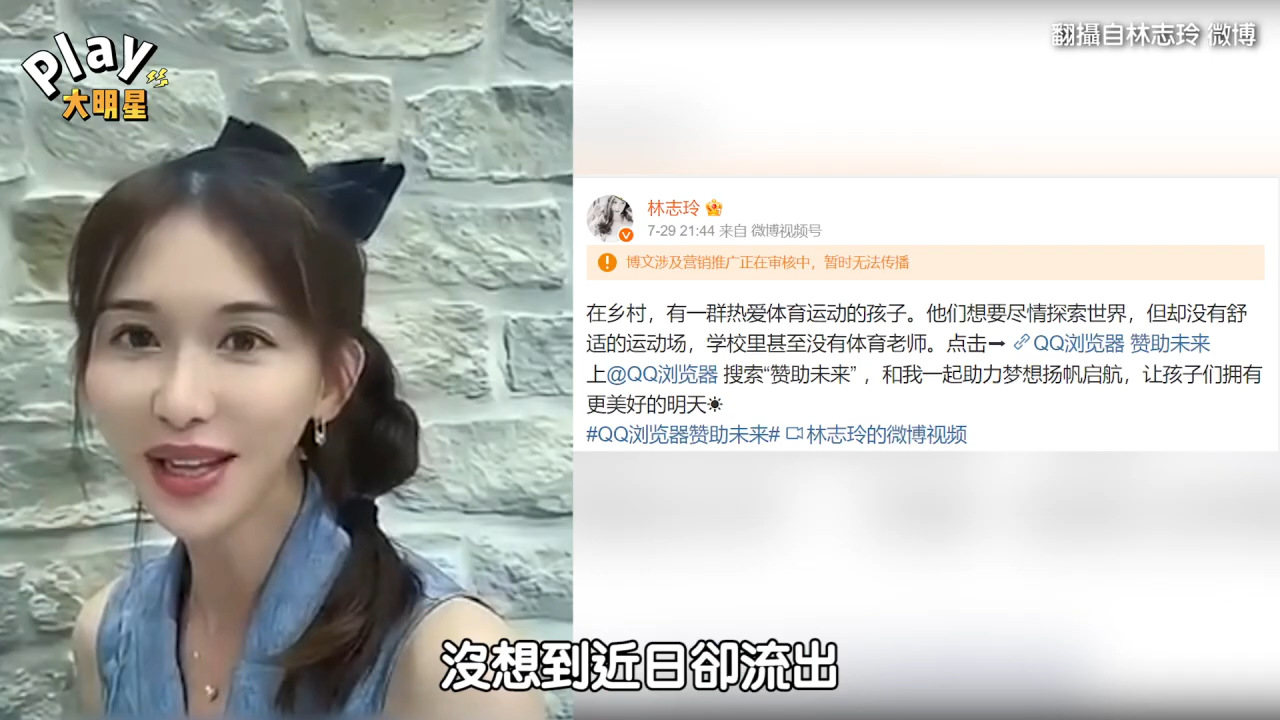 Play
大明星
翻攝自林志玲 微博
林志玲
7-29 21:44 来自 微博视频号
博文涉及营销推广正在审核中，暂时无法传播
在乡村，有一群热爱体育运动的孩子。他们想要尽情探索世界，但却没有舒
适的运动场，学校里甚至没有体育老师。点击➡ QQ浏览器 赞助未来
上@QQ浏览器 搜索“赞助未来” ，和我一起助力梦想扬帆启航，让孩子们拥有
更美好的明天☀
#QQ浏览器赞助未来# 林志玲的微博视频
沒想到近日卻流出